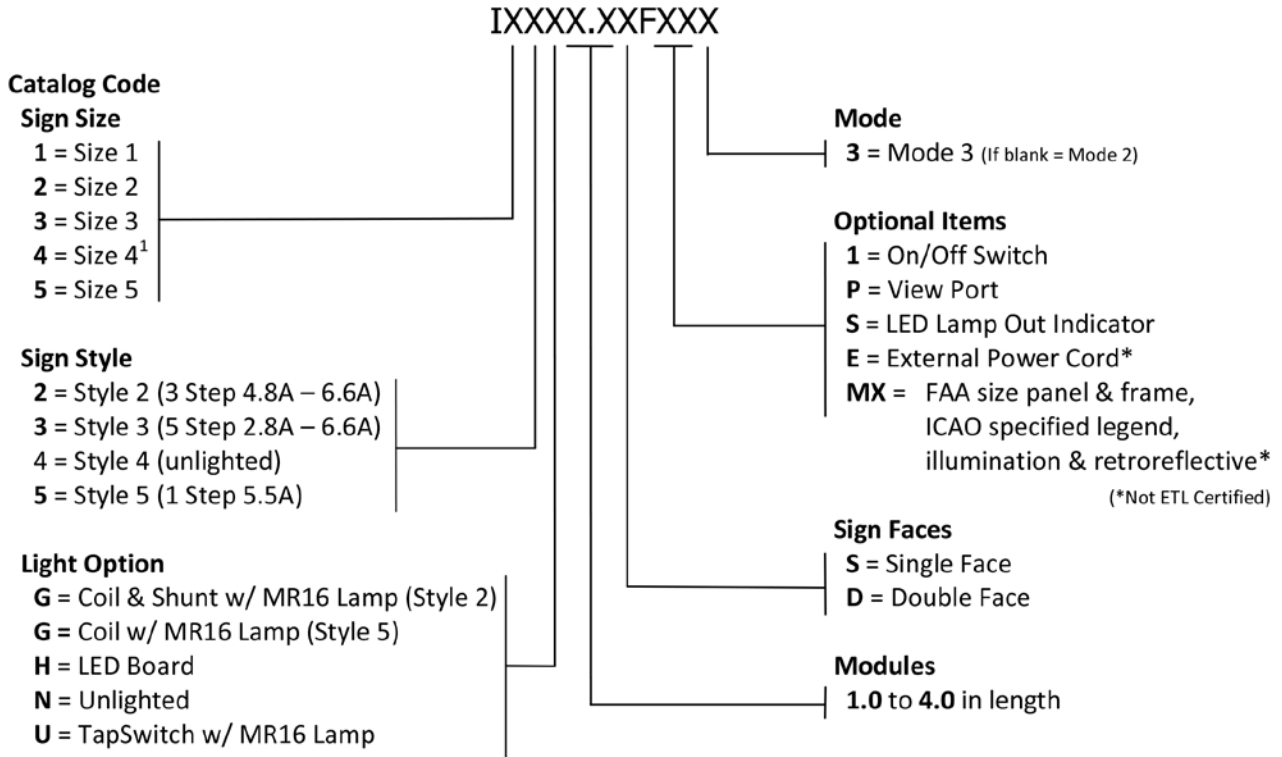 IXXXX.XXFXXX
Catalog Code
Sign Size
1 = Size 1
2 = Size 2
3 = Size 3
4 = Size 4¹
5 = Size 5
Sign Style
2 = Style 2 (3 Step 4.8A – 6.6A)
3 = Style 3 (5 Step 2.8A – 6.6A)
4 = Style 4 (unlighted)
5 = Style 5 (1 Step 5.5A)
Light Option
G = Coil & Shunt w/ MR16 Lamp (Style 2)
G = Coil w/ MR16 Lamp (Style 5)
H = LED Board
N = Unlighted
U = TapSwitch w/ MR16 Lamp
Mode
3 = Mode 3 (If blank = Mode 2)
Optional Items
1 = On/Off Switch
P = View Port
S = LED Lamp Out Indicator
E = External Power Cord*
MX = FAA size panel & frame,
ICAO specified legend,
illumination & retroreflective*
(*Not ETL Certified)
Sign Faces
S = Single Face
D = Double Face
Modules
1.0 to 4.0 in length